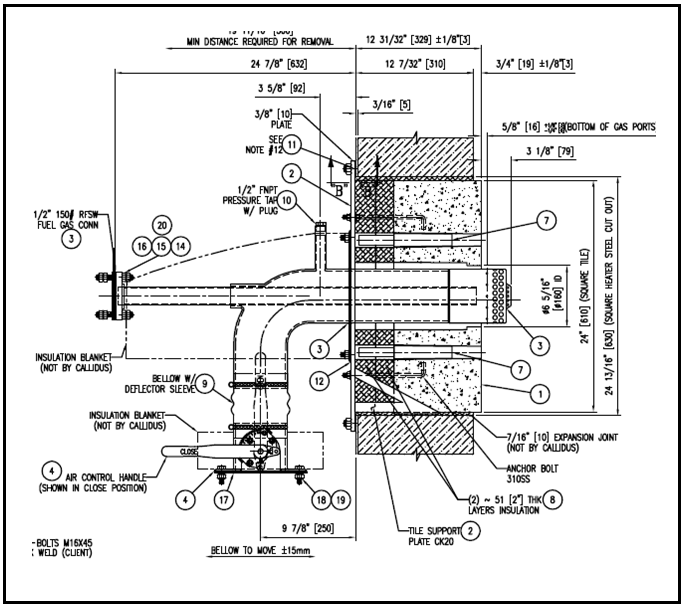 MIN DISTANCE REQUIRED FOR REMOVAL
12 31/32" [329] ±1/8"[3]
24 7/8" [632]
12 7/32" [310]
3/4" [19] ±1/8"[3]
3 5/8" [92]
3/16" [5]
3/8" [10]
PLATE
5/8" [16]
(BOTTOM OF GAS PORTS
SEE
NOTE #12
11
3 1/8" [79]
2
B
B
1/2" FNPT
PRESSURE TAP
W/ PLUG
10
1/2" 150# RFSW
FUEL GAS CONN
3
20
16
15
14
7
ø6 5/16"
[ø160] ID
24" [610] (SQUARE TILE)
24 13/16" [630] (SQUARE HEATER STEEL CUT OUT)
INSULATION BLANKET
(NOT BY CALLIDUS)
3
3
BELLOW W/
DEFLECTOR SLEEVE
9
12
7
1
INSULATION BLANKET
(NOT BY CALLIDUS)
7/16" [10] EXPANSION JOINT
(NOT BY CALLIDUS)
CLOSE
4
AIR CONTROL HANDLE
(SHOWN IN CLOSE POSITION)
ANCHOR BOLT
310SS
4
17
18
19
(2) ~ 51 [2"] THK
LAYERS INSULATION
8
9 7/8" [250]
TILE SUPPORT
PLATE CK20
2
-BOLTS M16X45
WELD (CLIENT)
BELLOW TO MOVE ±15mm